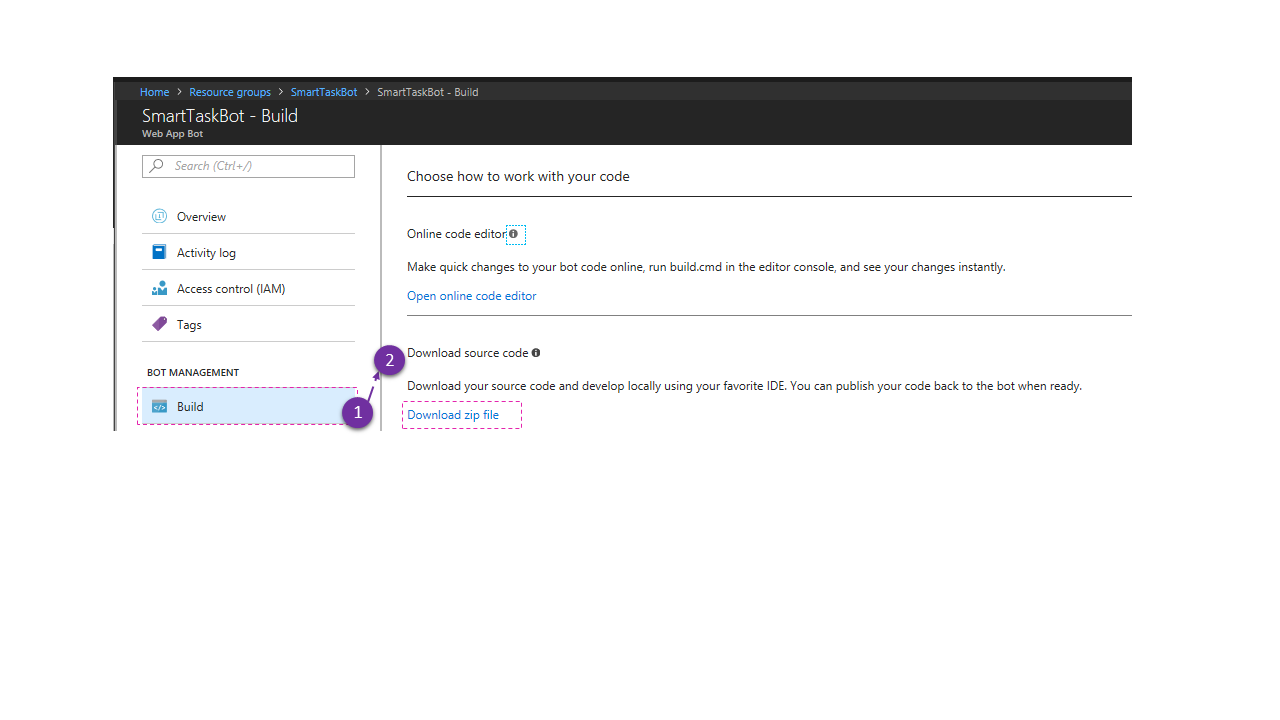 Home > Resource groups > SmartTaskBot > SmartTaskBot - Build
SmartTaskBot - Build
Web App Bot
Search (Ctrl+/)
Overview
Activity log
Access control (IAM)
Tags
BOT MANAGEMENT
Build
1
2
Choose how to work with your code
Online code editor
Make quick changes to your bot code online, run build.cmd in the editor console, and see your changes instantly.
Open online code editor
Download source code
Download your source code and develop locally using your favorite IDE. You can publish your code back to the bot when ready.
Download zip file